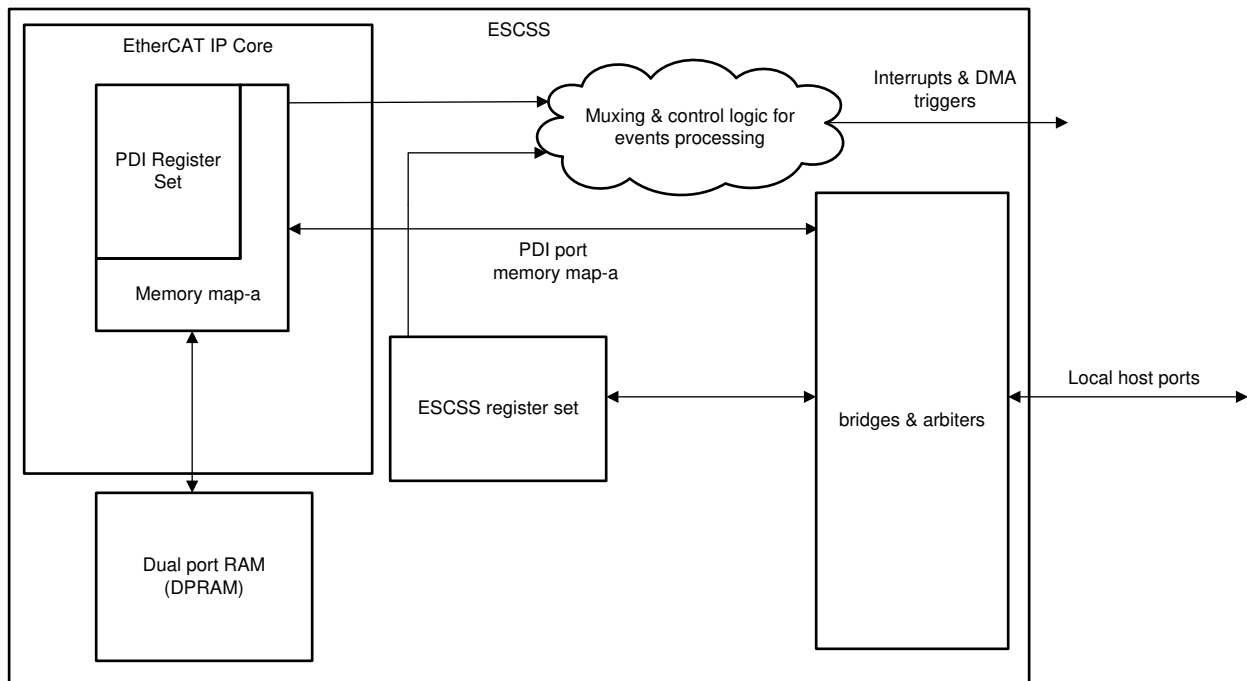 ESCSS
EtherCAT IP Core
PDI Register
Set
Memory map-a
Muxing & control logic for
events processing
Interrupts & DMA
triggers
PDI port
memory map-a
ESCSS register set
bridges & arbiters
Local host ports
Dual port RAM
(DPRAM)